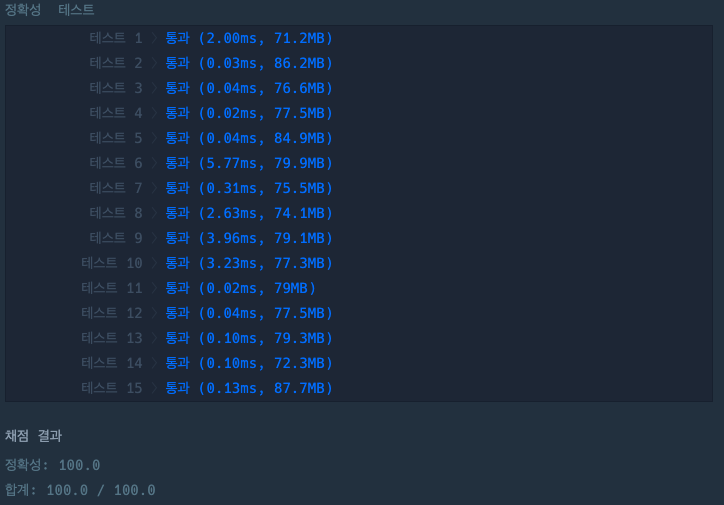 정확성 테스트
테스트 1 〉 통과 (2.00ms, 71.2MB)
테스트 2 〉 통과 (0.03ms, 86.2MB)
테스트 3 〉 통과 (0.04ms, 76.6MB)
테스트 4 〉 통과 (0.02ms, 77.5MB)
테스트 5 〉 통과 (0.04ms, 84.9MB)
테스트 6 〉 통과 (5.77ms, 79.9MB)
테스트 7 〉 통과 (0.31ms, 75.5MB)
테스트 8 〉 통과 (2.63ms, 74.1MB)
테스트 9 〉 통과 (3.96ms, 79.1MB)
테스트 10 〉 통과 (3.23ms, 77.3MB)
테스트 11 〉 통과 (0.02ms, 79MB)
테스트 12 〉 통과 (0.04ms, 77.5MB)
테스트 13 〉 통과 (0.10ms, 79.3MB)
테스트 14 〉 통과 (0.10ms, 72.3MB)
테스트 15 〉 통과 (0.13ms, 87.7MB)
채점 결과
정확성: 100.0
합계: 100.0 / 100.0